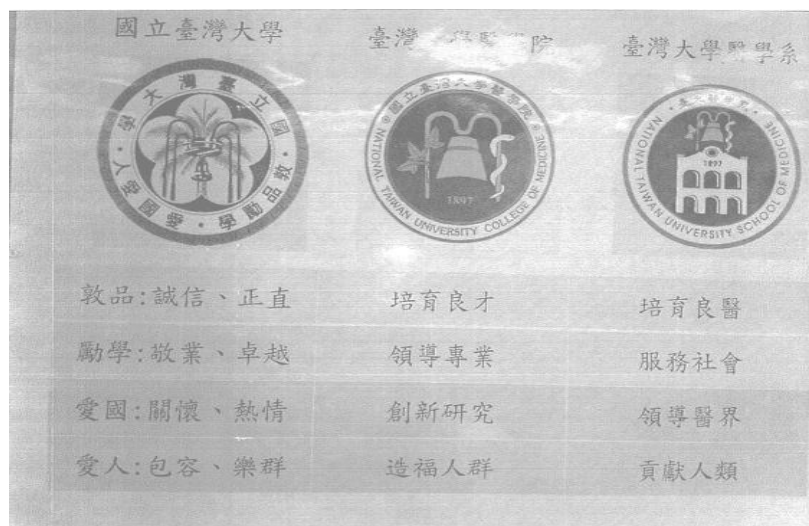 國立臺灣大學
國立臺灣大學
敦品勵學・愛國愛人
敦品:誠信、正直
勵學:敬業、卓越
愛國:關懷、熱情
愛人:包容、樂群
臺灣 學醫 院
國立臺灣大學醫學院
NATIONAL TAIWAN UNIVERSITY COLLEGE OF MEDICINE
1897
培育良才
領導專業
創新研究
造福人群
臺灣大學醫學系
NATIONAL TAIWAN UNIVERSITY SCHOOL OF MEDICINE
1897
培育良醫
服務社會
領導醫界
貢獻人類